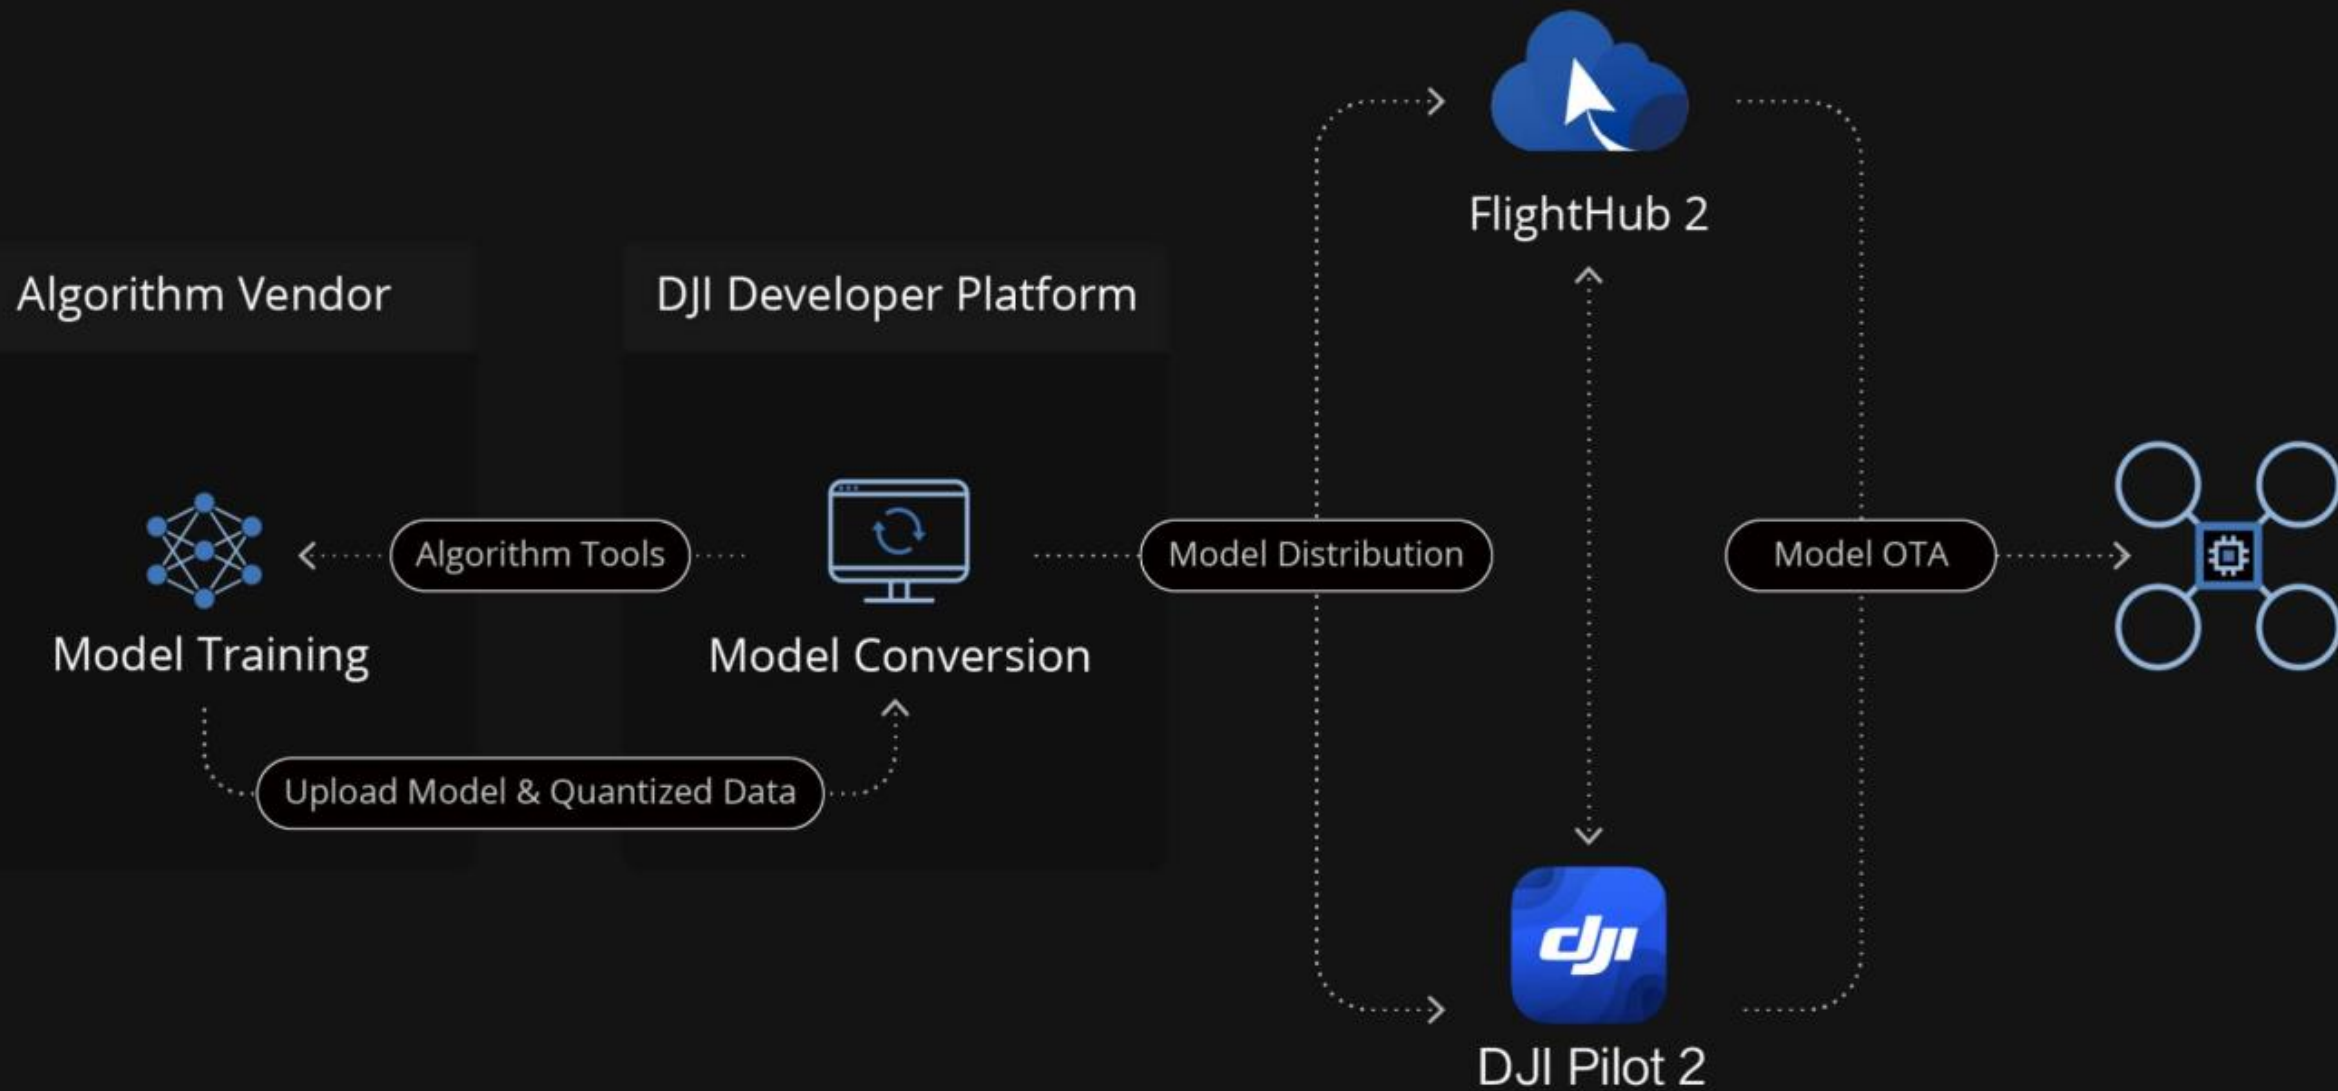 FlightHub 2
Algorithm Vendor
DJI Developer Platform
Algorithm Tools
Model Distribution
Model OTA
Model Training
Model Conversion
Upload Model & Quantized Data
dji
DJI Pilot 2